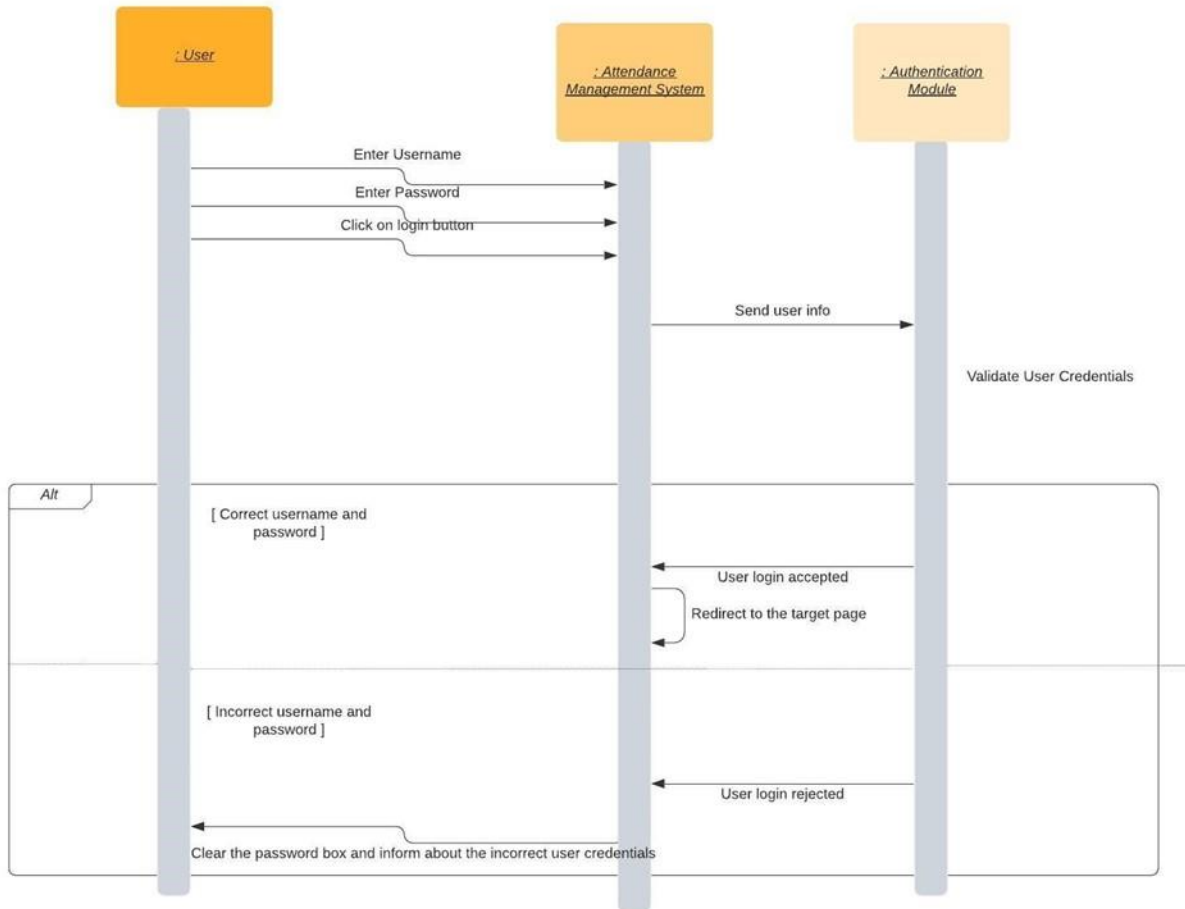 : User
: Attendance
Management System
: Authentication
Module
Enter Username
Enter Password
Click on login button
Send user info
Validate User Credentials
Alt
[ Correct username and
password ]
User login accepted
Redirect to the target page
[ Incorrect username and
password ]
User login rejected
Clear the password box and inform about the incorrect user credentials